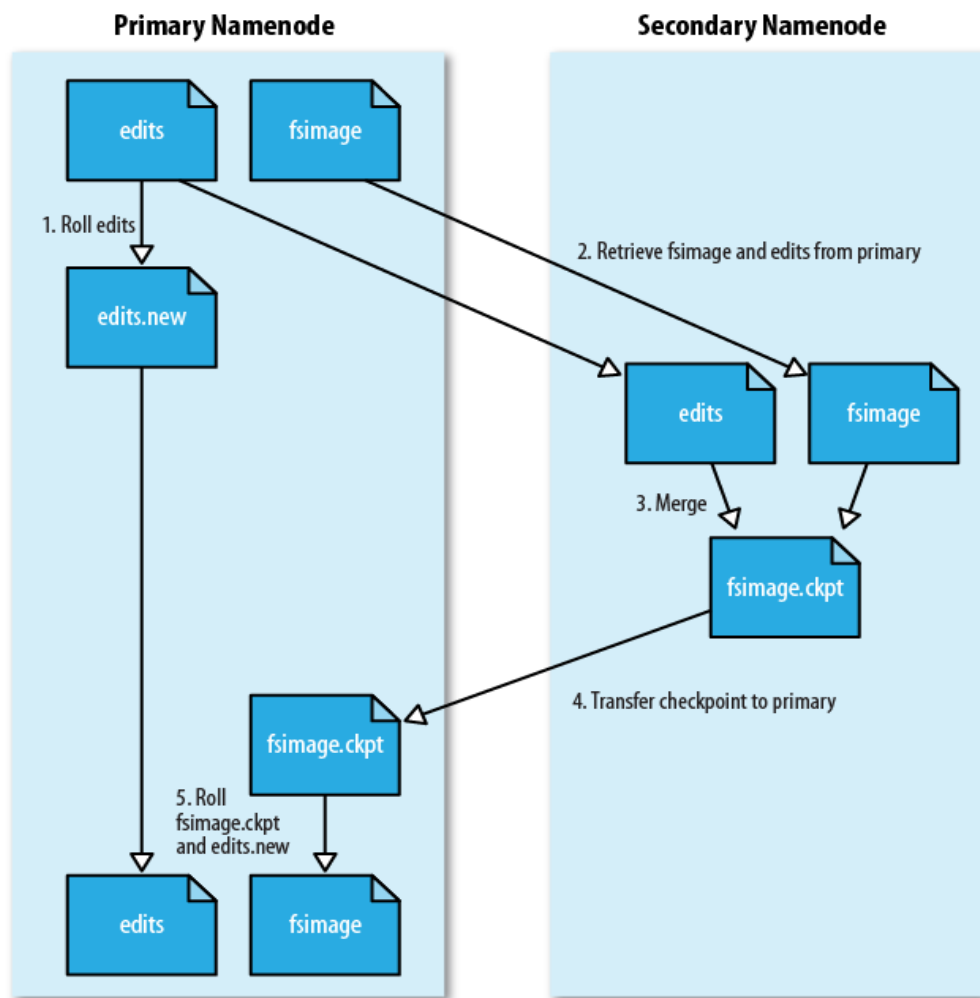 Primary Namenode
Secondary Namenode
edits
fsimage
1. Roll edits
2. Retrieve fsimage and edits from primary
edits.new
edits
fsimage
3. Merge
fsimage.ckpt
4. Transfer checkpoint to primary
fsimage.ckpt
5. Roll
fsimage.ckpt
and edits.new
edits
fsimage